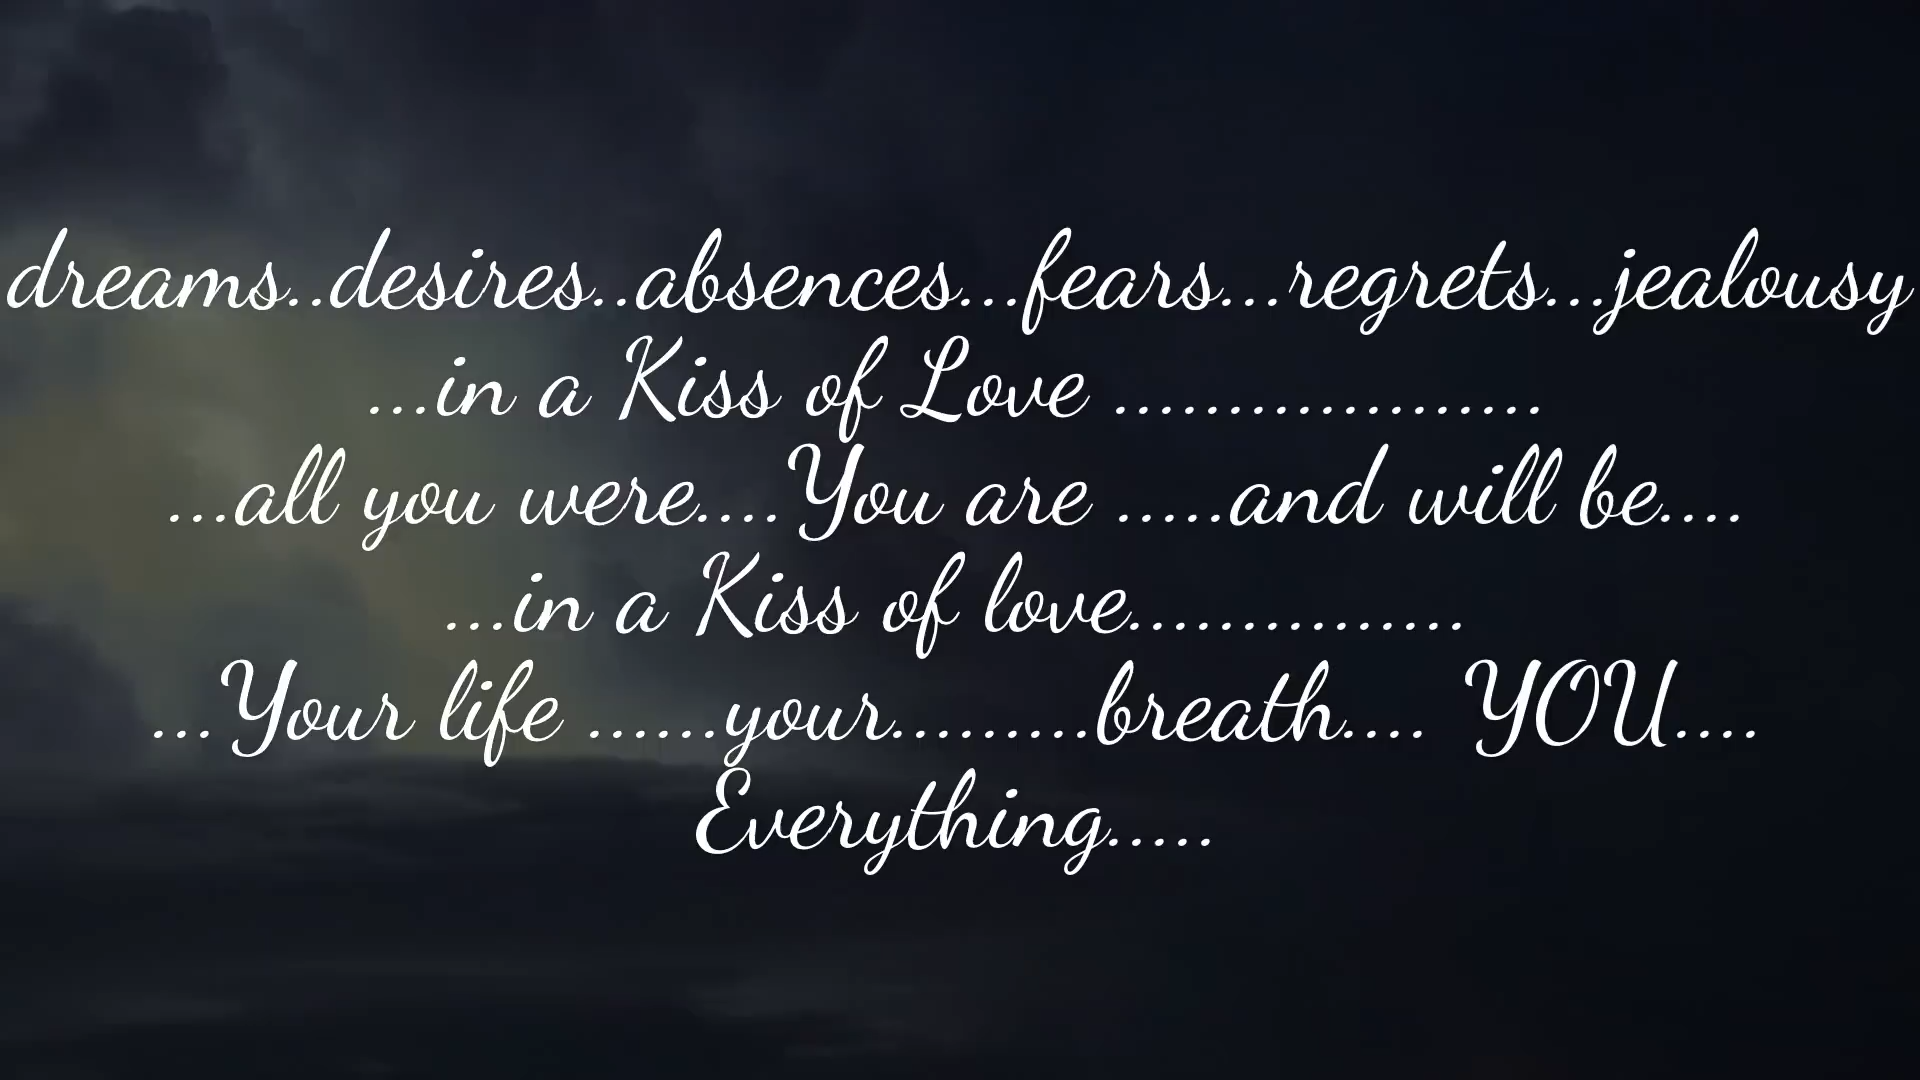 dreams..desires..absences...fears...regrets...jealousy
...in a Kiss of Love ...................
...all you were....You are .....and will be....
...in a Kiss of love...............
...Your life ......your.........breath.... YOU....
Everything.....